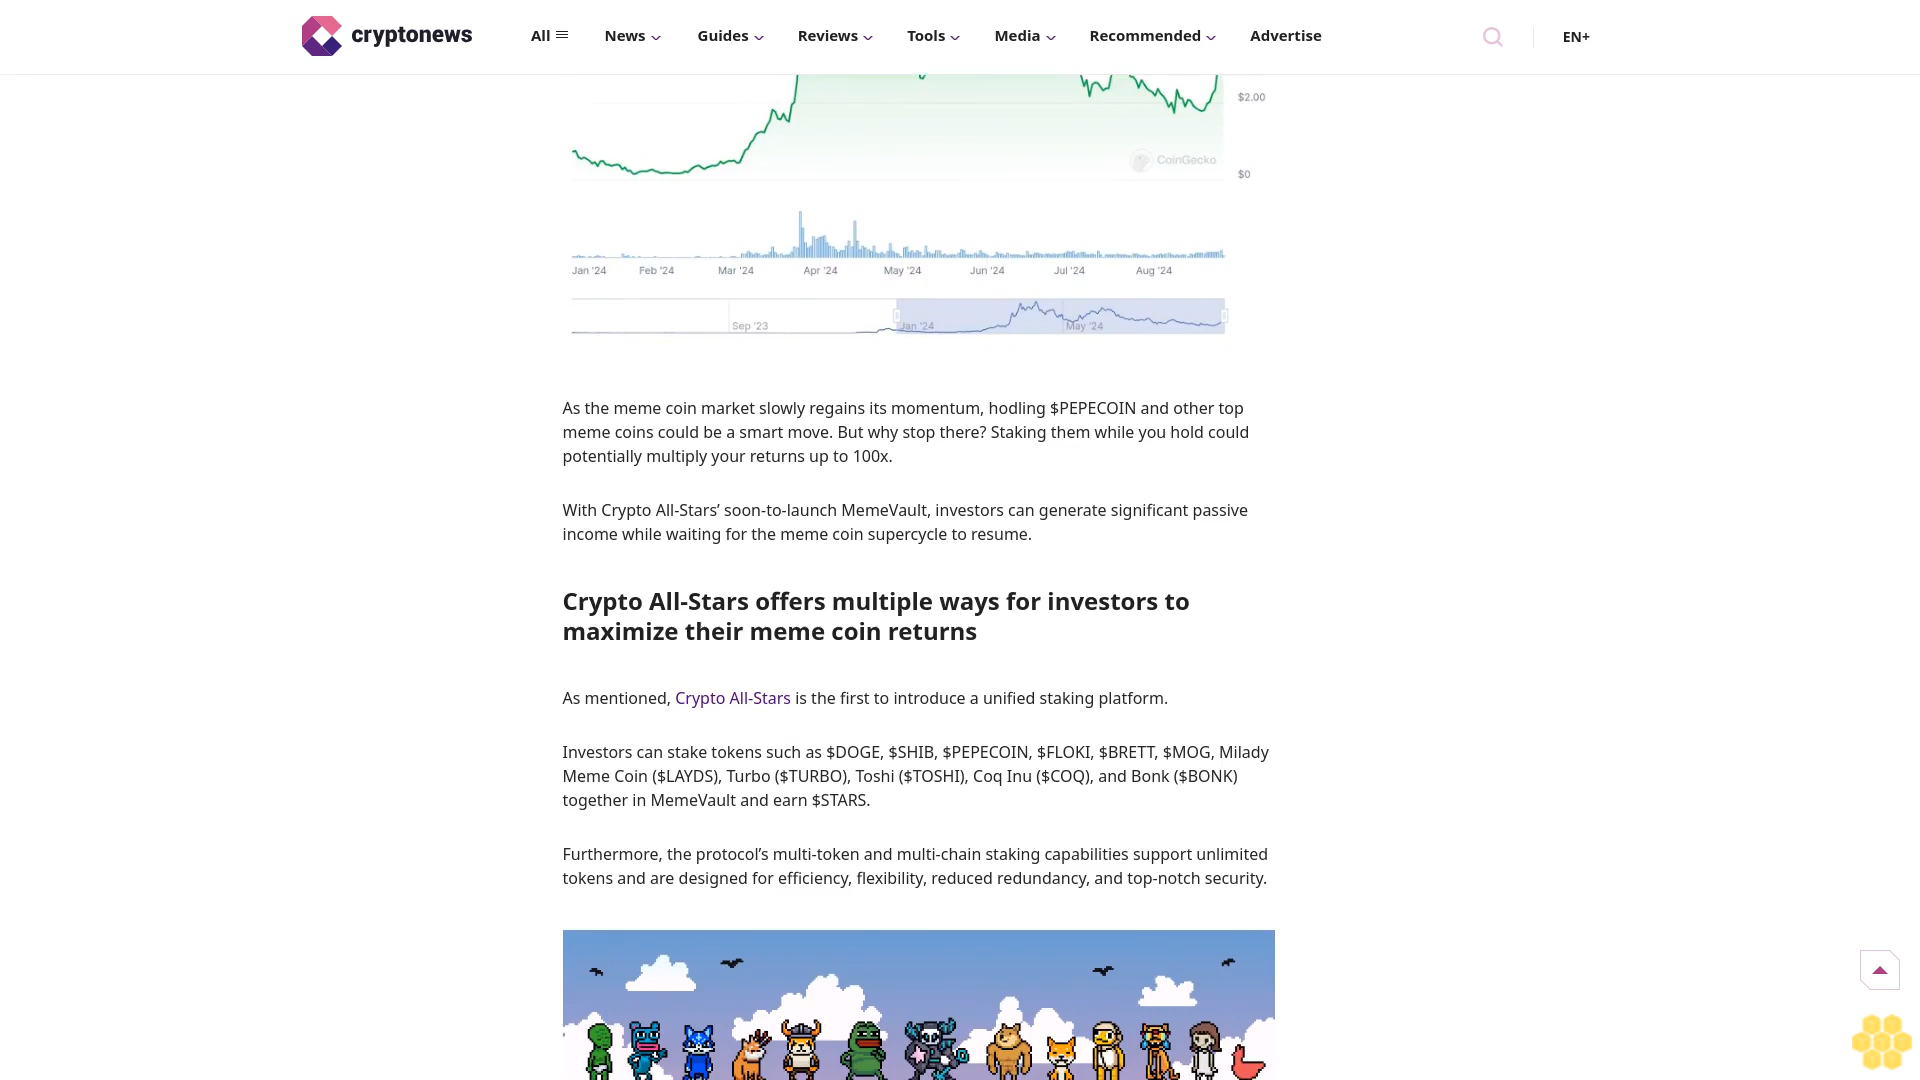 cryptonews
All
News
Guides
Reviews
Tools
Media
Recommended
Advertise
EN+
$2.00
CoinGecko
$0
Jan '24
Feb '24
Mar '24
Apr '24
May '24
Jun '24
Jul '24
Aug '24
Sep '23
Jan '24
May '24
As the meme coin market slowly regains its momentum, hodling $PEPECOIN and other top
meme coins could be a smart move. But why stop there? Staking them while you hold could
potentially multiply your returns up to 100x.
With Crypto All-Stars’ soon-to-launch MemeVault, investors can generate significant passive
income while waiting for the meme coin supercycle to resume.
Crypto All-Stars offers multiple ways for investors to
maximize their meme coin returns
As mentioned, Crypto All-Stars is the first to introduce a unified staking platform.
Investors can stake tokens such as $DOGE, $SHIB, $PEPECOIN, $FLOKI, $BRETT, $MOG, Milady
Meme Coin ($LAYDS), Turbo ($TURBO), Toshi ($TOSHI), Coq Inu ($COQ), and Bonk ($BONK)
together in MemeVault and earn $STARS.
Furthermore, the protocol’s multi-token and multi-chain staking capabilities support unlimited
tokens and are designed for efficiency, flexibility, reduced redundancy, and top-notch security.